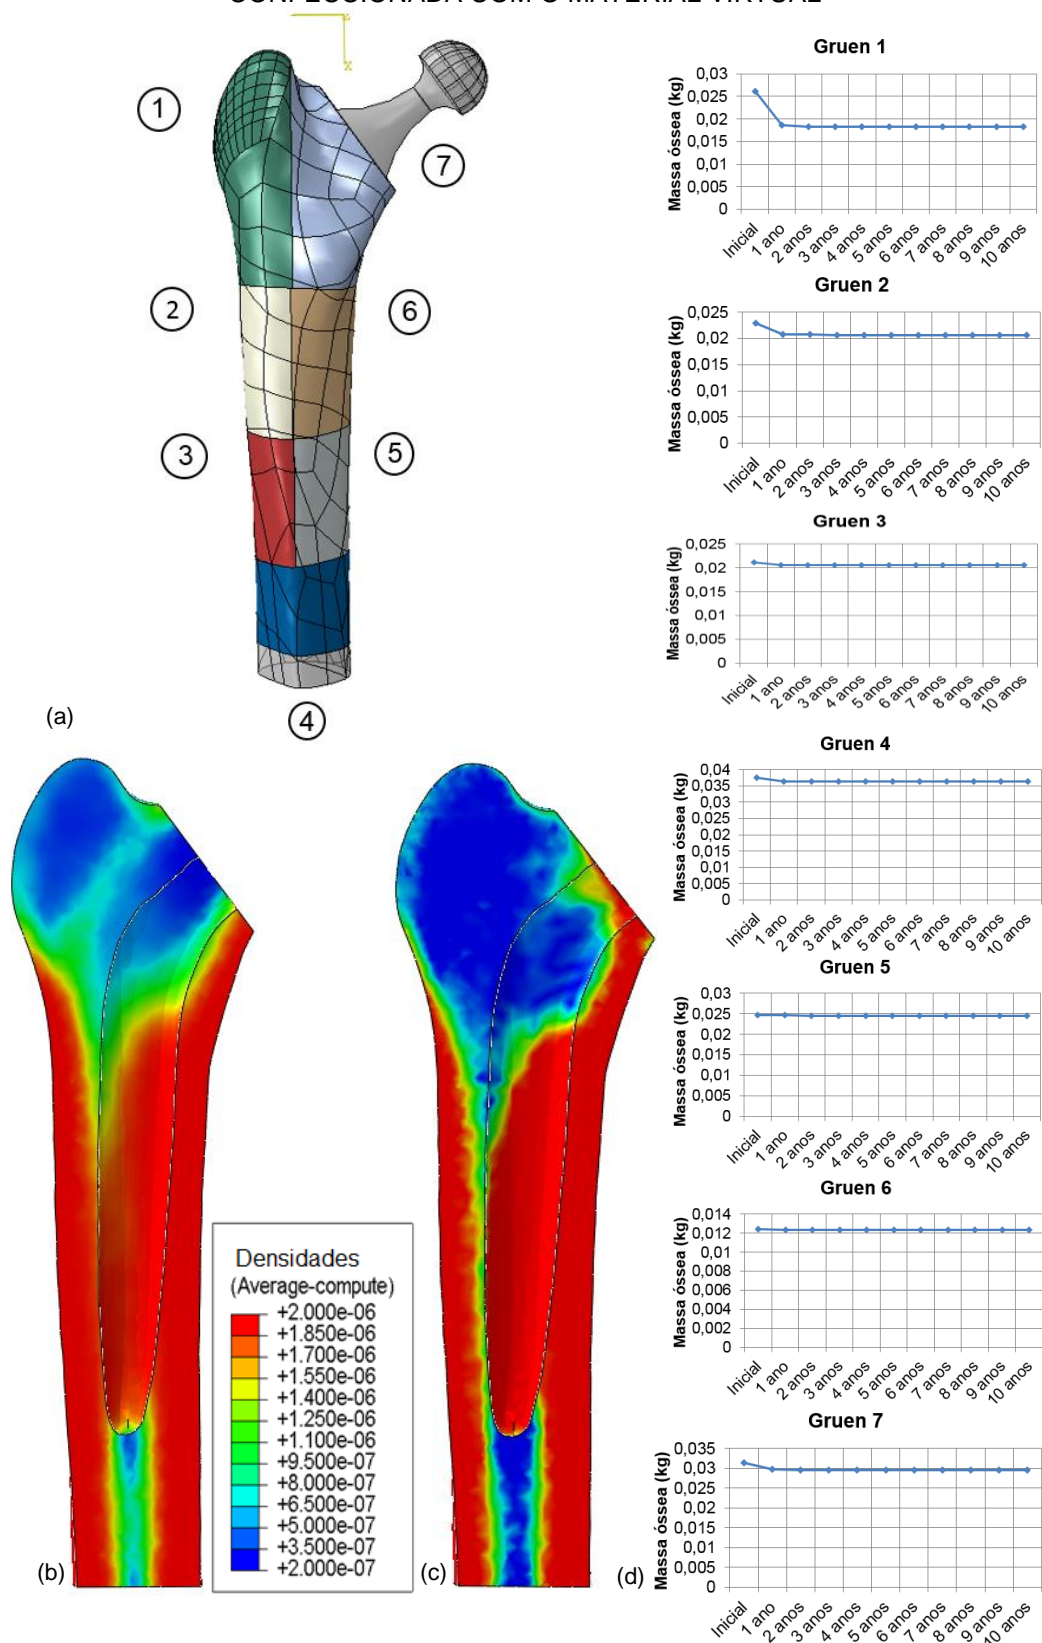 CONFECCIONADA COM O MATERIAL VIRTUAL
x
1
7
2
6
3
5
4
(a)
Gruen 1
Massa óssea (kg)
0,03
0,025
0,02
0,015
0,01
0,005
0
Inicial
1 ano
2 anos
3 anos
4 anos
5 anos
6 anos
7 anos
8 anos
9 anos
10 anos
Gruen 2
Massa óssea (kg)
0,025
0,02
0,015
0,01
0,005
0
Inicial
1 ano
2 anos
3 anos
4 anos
5 anos
6 anos
7 anos
8 anos
9 anos
10 anos
Gruen 3
Massa óssea (kg)
0,025
0,02
0,015
0,01
0,005
0
Inicial
1 ano
2 anos
3 anos
4 anos
5 anos
6 anos
7 anos
8 anos
9 anos
10 anos
Gruen 4
Massa óssea (kg)
0,04
0,035
0,03
0,025
0,02
0,015
0,01
0,005
0
Inicial
1 ano
2 anos
3 anos
4 anos
5 anos
6 anos
7 anos
8 anos
9 anos
10 anos
Gruen 5
Massa óssea (kg)
0,03
0,025
0,02
0,015
0,01
0,005
0
Inicial
1 ano
2 anos
3 anos
4 anos
5 anos
6 anos
7 anos
8 anos
9 anos
10 anos
Gruen 6
Massa óssea (kg)
0,014
0,012
0,01
0,008
0,006
0,004
0,002
0
Inicial
1 ano
2 anos
3 anos
4 anos
5 anos
6 anos
7 anos
8 anos
9 anos
10 anos
Gruen 7
Massa óssea (kg)
0,035
0,03
0,025
0,02
0,015
0,01
0,005
0
Inicial
1 ano
2 anos
3 anos
4 anos
5 anos
6 anos
7 anos
8 anos
9 anos
10 anos
Densidades
(Average-compute)
+2.000e-06
+1.850e-06
+1.700e-06
+1.550e-06
+1.400e-06
+1.250e-06
+1.100e-06
+9.500e-07
+8.000e-07
+6.500e-07
+5.000e-07
+3.500e-07
+2.000e-07
(b)
(c)
(d)